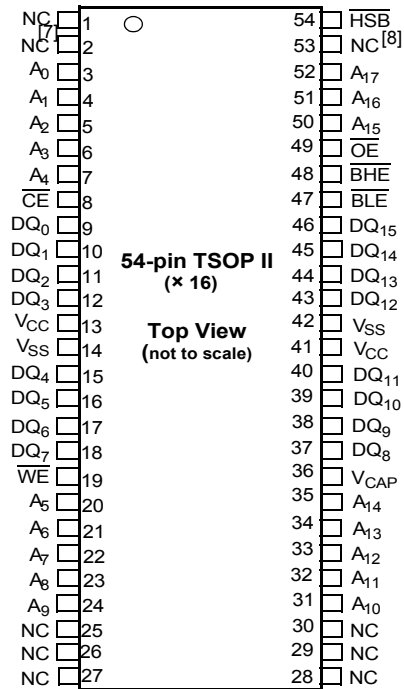 NC 1 54 HSB
[7] NC 2 53 NC [8]
A0 3 52 A17
A1 4 51 A16
A2 5 50 A15
A3 6 49 OE
A4 7 48 BHE
CE 8 47 BLE
DQ0 9 46 DQ15
DQ1 10 45 DQ14
54-pin TSOP II
DQ2 11 44 DQ13
(× 16)
DQ3 12 43 DQ12
VCC 13 42 VSS
Top View
VSS 14 41 VCC
(not to scale)
DQ4 15 40 DQ11
DQ5 16 39 DQ10
DQ6 17 38 DQ9
DQ7 18 37 DQ8
WE 19 36 VCAP
A5 20 35 A14
A6 21 34 A13
A7 22 33 A12
A8 23 32 A11
A9 24 31 A10
NC 25 30 NC
NC 26 29 NC
NC 27 28 NC